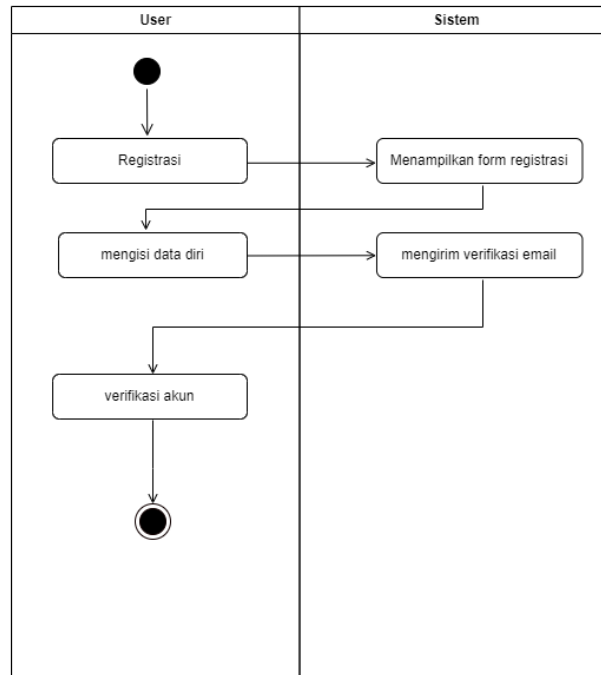 User
Sistem
Registrasi
Menampilkan form registrasi
mengisi data diri
mengirim verifikasi email
verifikasi akun